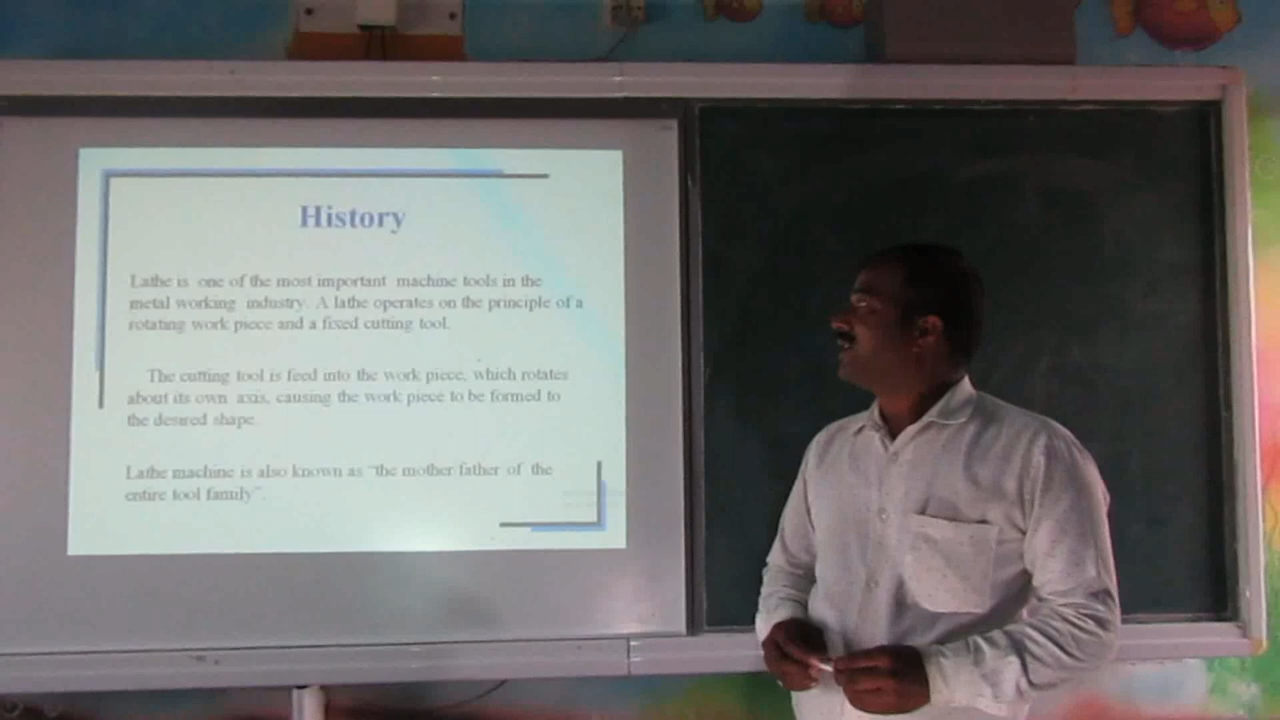 History
Lathe is one of the most important machine tools in the
metal working industry. A lathe operates on the principle of a
rotating work piece and a fixed cutting tool.
The cutting tool is feed into the work piece, which rotates
about its own axis, causing the work piece to be formed to
the desired shape.
Lathe machine is also known as “the mother father of the
entire tool family”.